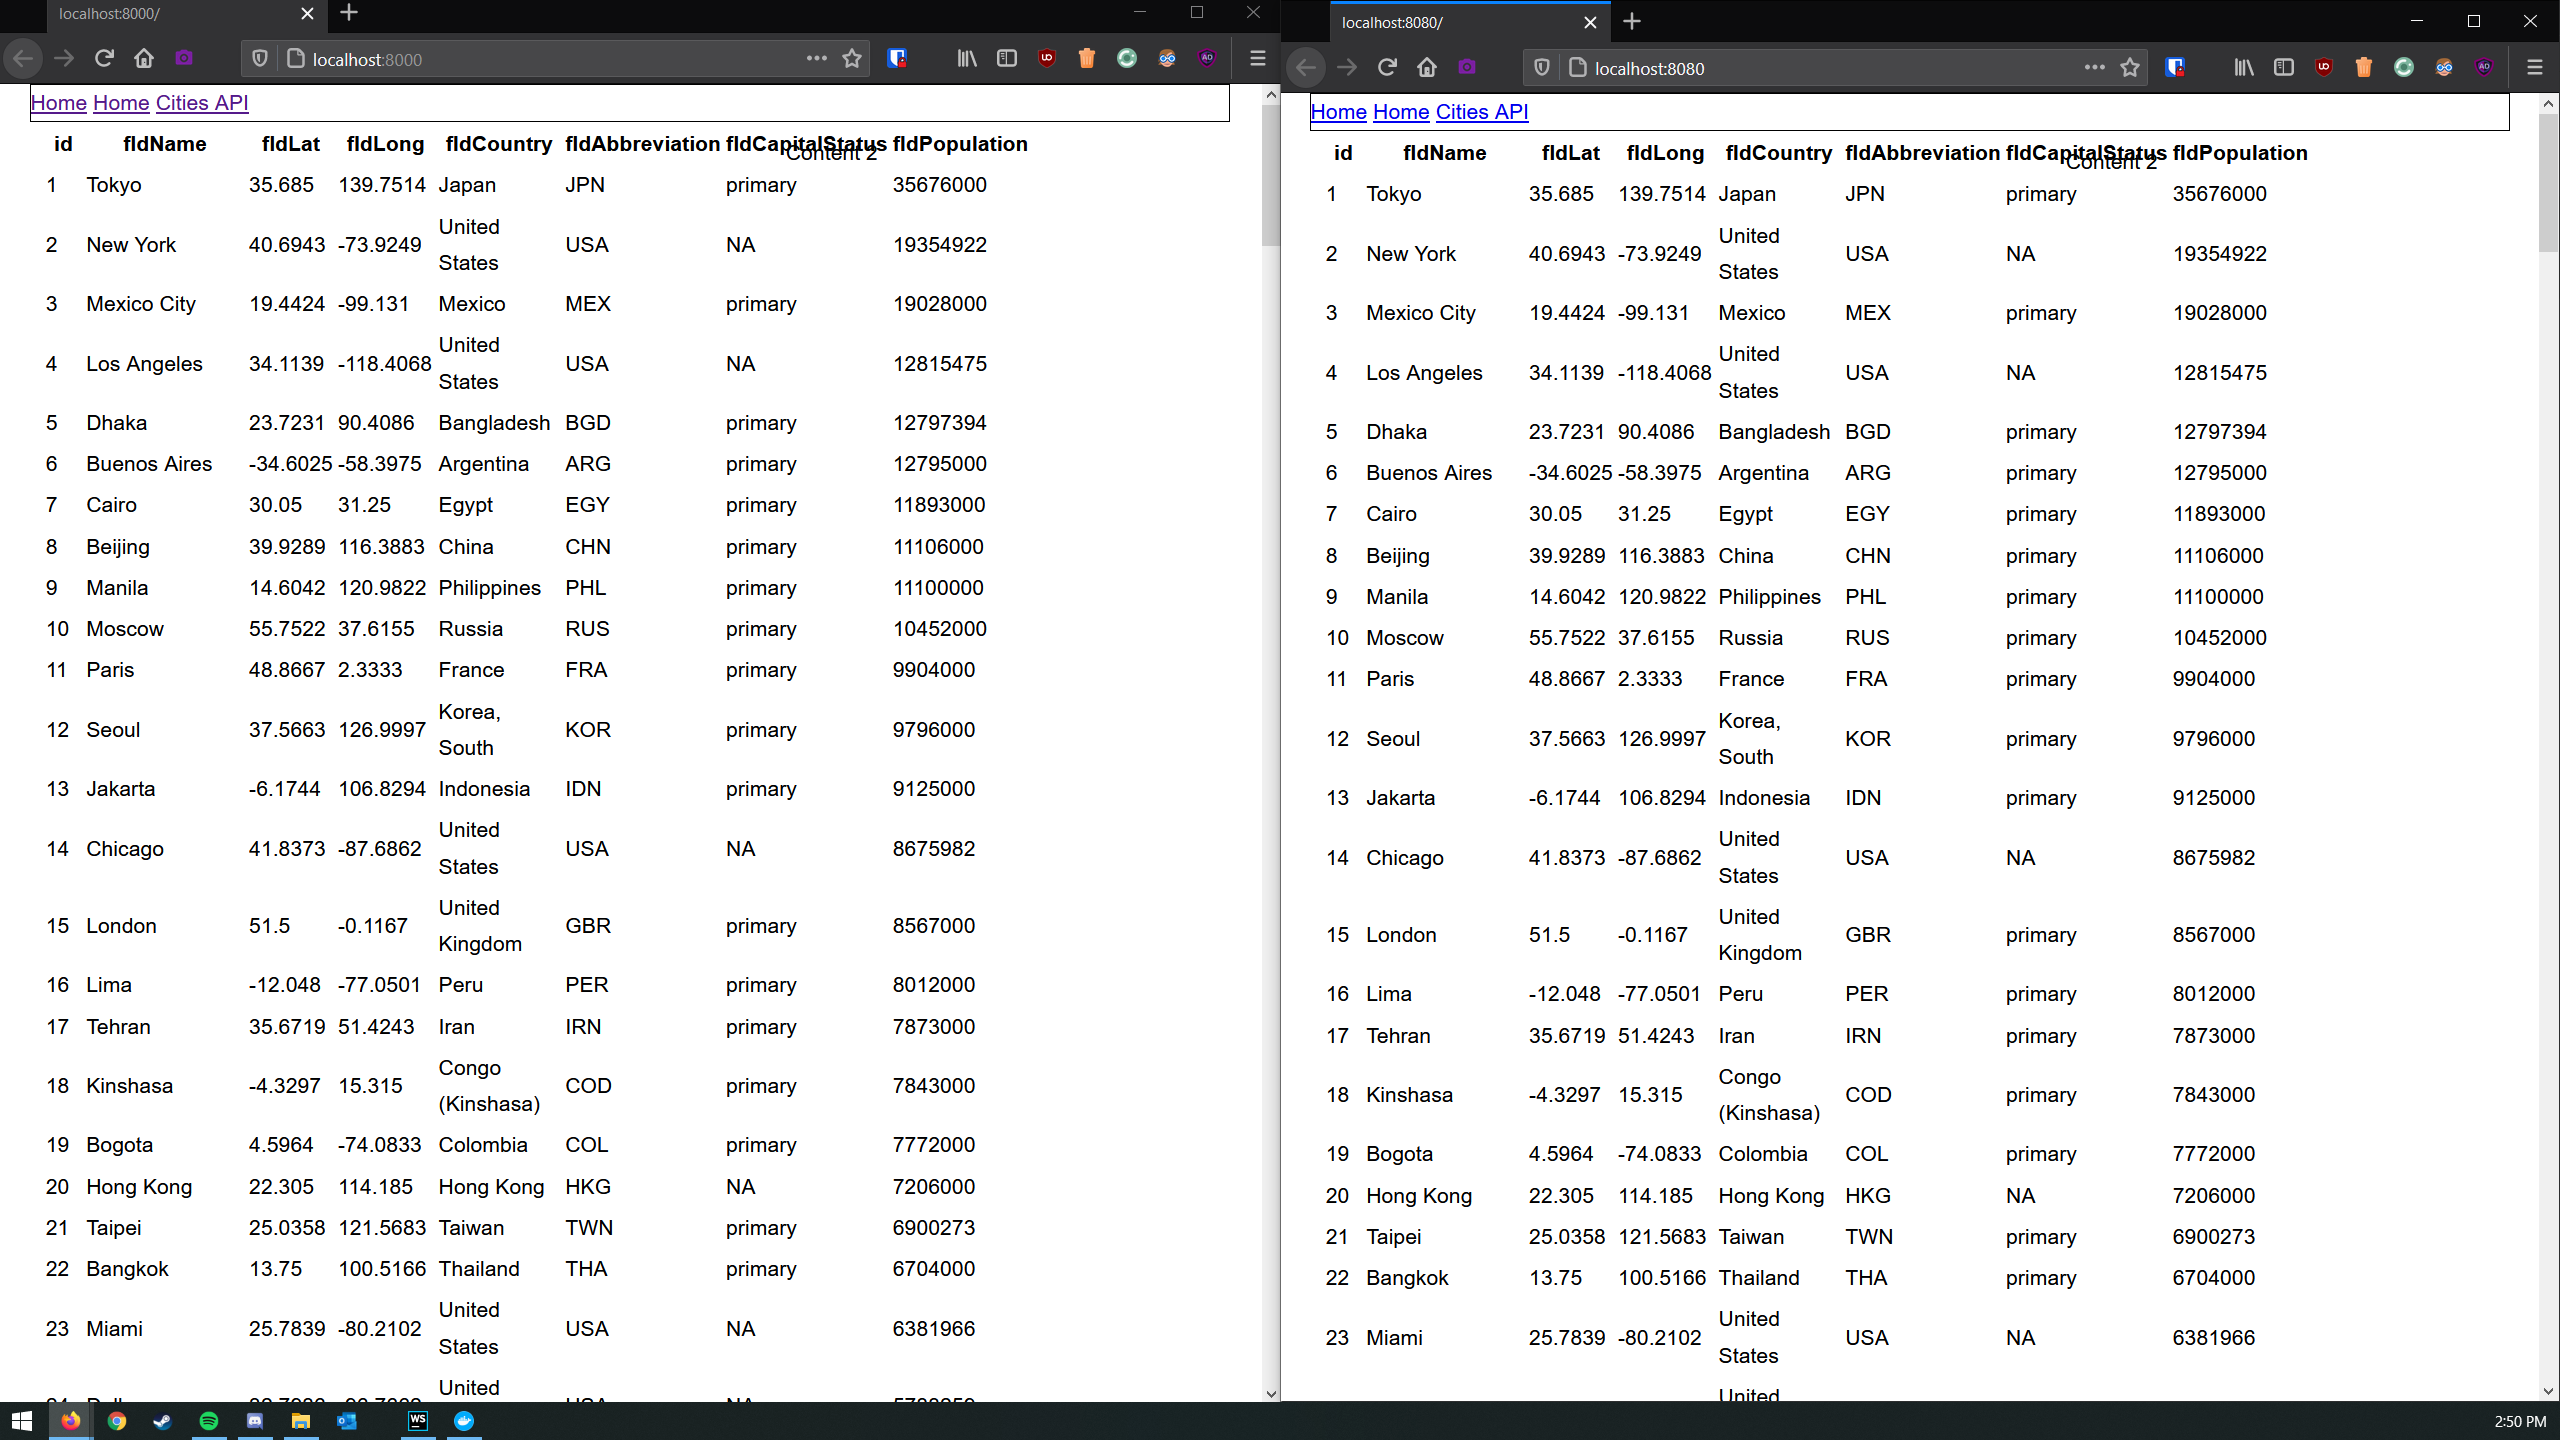 localhost:8000/
localhost:8000
Home Home Cities API
id fldName fldLat fldLong fldCountry fldAbbreviation fldCapitalStatus fldPopulation
Content 2
1 Tokyo 35.685 139.7514 Japan JPN primary 35676000
2 New York 40.6943 -73.9249 United States USA NA 19354922
3 Mexico City 19.4424 -99.131 Mexico MEX primary 19028000
4 Los Angeles 34.1139 -118.4068 United States USA NA 12815475
5 Dhaka 23.7231 90.4086 Bangladesh BGD primary 12797394
6 Buenos Aires -34.6025 -58.3975 Argentina ARG primary 12795000
7 Cairo 30.05 31.25 Egypt EGY primary 11893000
8 Beijing 39.9289 116.3883 China CHN primary 11106000
9 Manila 14.6042 120.9822 Philippines PHL primary 11100000
10 Moscow 55.7522 37.6155 Russia RUS primary 10452000
11 Paris 48.8667 2.3333 France FRA primary 9904000
12 Seoul 37.5663 126.9997 Korea, South KOR primary 9796000
13 Jakarta -6.1744 106.8294 Indonesia IDN primary 9125000
14 Chicago 41.8373 -87.6862 United States USA NA 8675982
15 London 51.5 -0.1167 United Kingdom GBR primary 8567000
16 Lima -12.048 -77.0501 Peru PER primary 8012000
17 Tehran 35.6719 51.4243 Iran IRN primary 7873000
18 Kinshasa -4.3297 15.315 Congo (Kinshasa) COD primary 7843000
19 Bogota 4.5964 -74.0833 Colombia COL primary 7772000
20 Hong Kong 22.305 114.185 Hong Kong HKG NA 7206000
21 Taipei 25.0358 121.5683 Taiwan TWN primary 6900273
22 Bangkok 13.75 100.5166 Thailand THA primary 6704000
23 Miami 25.7839 -80.2102 United States USA NA 6381966
United
localhost:8080/
localhost:8080
Home Home Cities API
id fldName fldLat fldLong fldCountry fldAbbreviation fldCapitalStatus fldPopulation
Content 2
1 Tokyo 35.685 139.7514 Japan JPN primary 35676000
2 New York 40.6943 -73.9249 United States USA NA 19354922
3 Mexico City 19.4424 -99.131 Mexico MEX primary 19028000
4 Los Angeles 34.1139 -118.4068 United States USA NA 12815475
5 Dhaka 23.7231 90.4086 Bangladesh BGD primary 12797394
6 Buenos Aires -34.6025 -58.3975 Argentina ARG primary 12795000
7 Cairo 30.05 31.25 Egypt EGY primary 11893000
8 Beijing 39.9289 116.3883 China CHN primary 11106000
9 Manila 14.6042 120.9822 Philippines PHL primary 11100000
10 Moscow 55.7522 37.6155 Russia RUS primary 10452000
11 Paris 48.8667 2.3333 France FRA primary 9904000
12 Seoul 37.5663 126.9997 Korea, South KOR primary 9796000
13 Jakarta -6.1744 106.8294 Indonesia IDN primary 9125000
14 Chicago 41.8373 -87.6862 United States USA NA 8675982
15 London 51.5 -0.1167 United Kingdom GBR primary 8567000
16 Lima -12.048 -77.0501 Peru PER primary 8012000
17 Tehran 35.6719 51.4243 Iran IRN primary 7873000
18 Kinshasa -4.3297 15.315 Congo (Kinshasa) COD primary 7843000
19 Bogota 4.5964 -74.0833 Colombia COL primary 7772000
20 Hong Kong 22.305 114.185 Hong Kong HKG NA 7206000
21 Taipei 25.0358 121.5683 Taiwan TWN primary 6900273
22 Bangkok 13.75 100.5166 Thailand THA primary 6704000
23 Miami 25.7839 -80.2102 United States USA NA 6381966
United
WS
2:50 PM